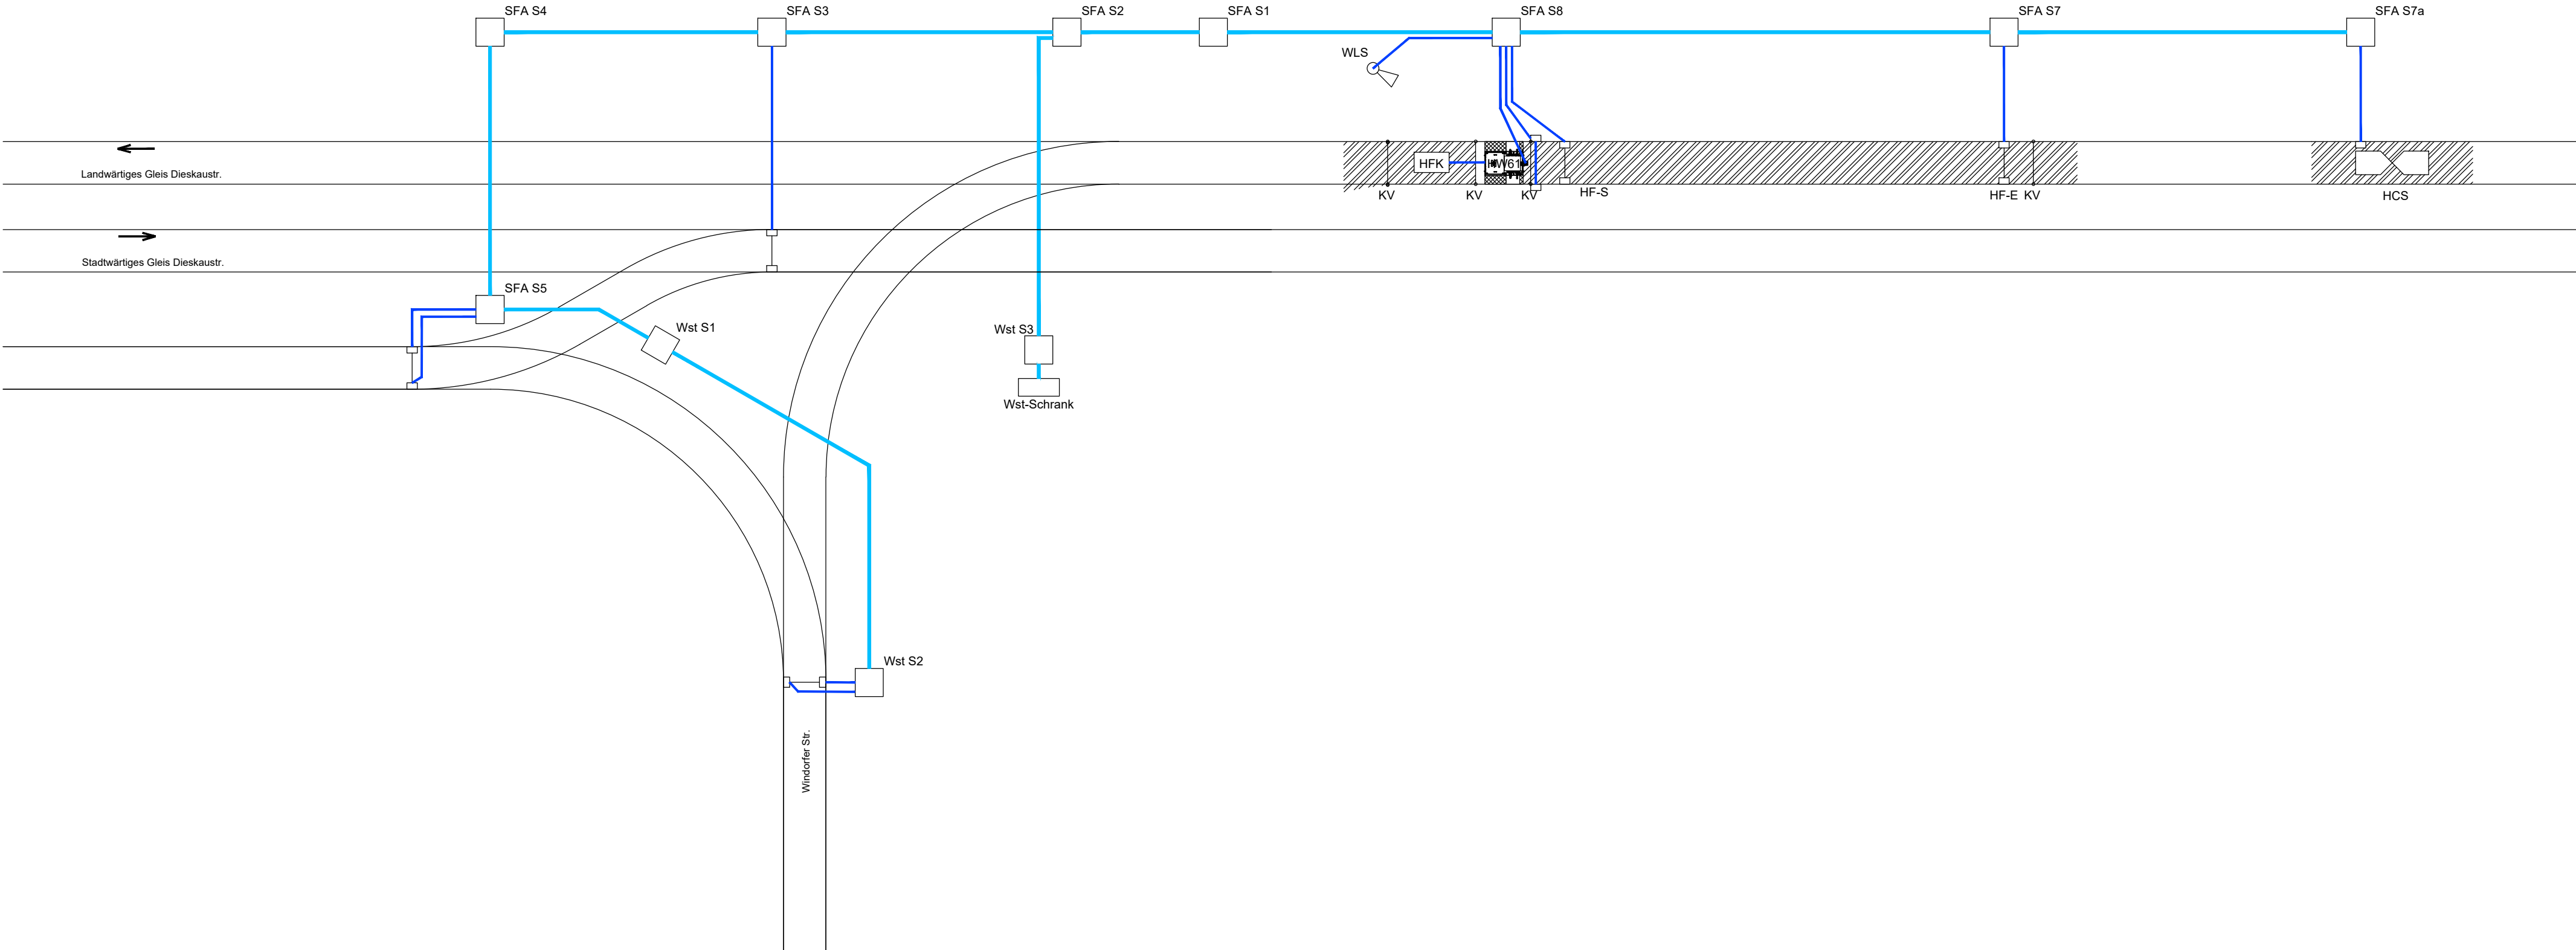 SFA S4
SFA S3
SFA S2
SFA S1
SFA S8
SFA S7
SFA S7a
WLS
Landwärtiges Gleis Dieskaustr.
HFK
KV
KV
KV
HF-S
HF-E
KV
HCS
Stadtwärtiges Gleis Dieskaustr.
SFA S5
Wst S1
Wst S3
Wst-Schrank
Wst S2
Windorfer Str.